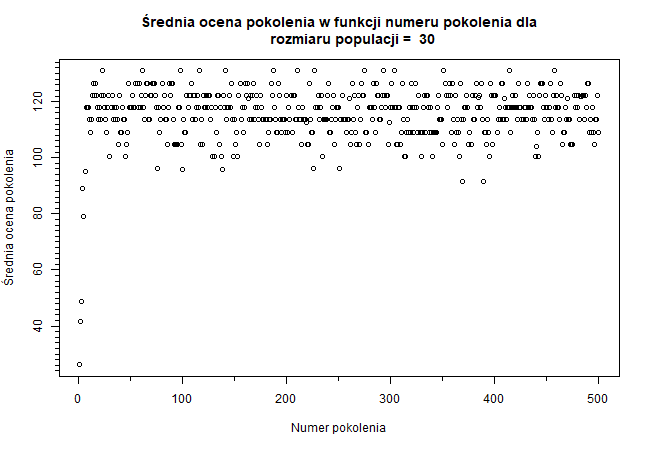 Średnia ocena pokolenia w funkcji numeru pokolenia dla
rozmiaru populacji = 30
Średnia ocena pokolenia
120
100
80
60
40
0 100 200 300 400 500
Numer pokolenia